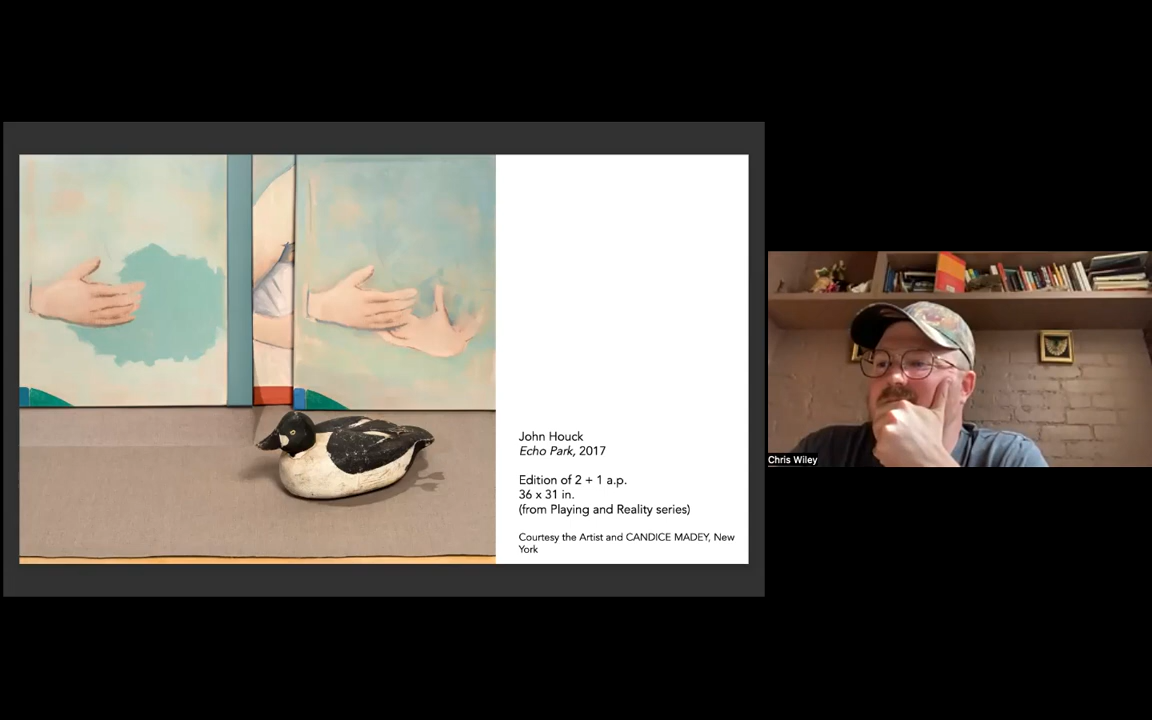 John Houck
Echo Park, 2017
Edition of 2 + 1 a.p.
36 x 31 in.
(from Playing and Reality series)
Courtesy the Artist and CANDICE MADEY, New
York
Chris Wiley